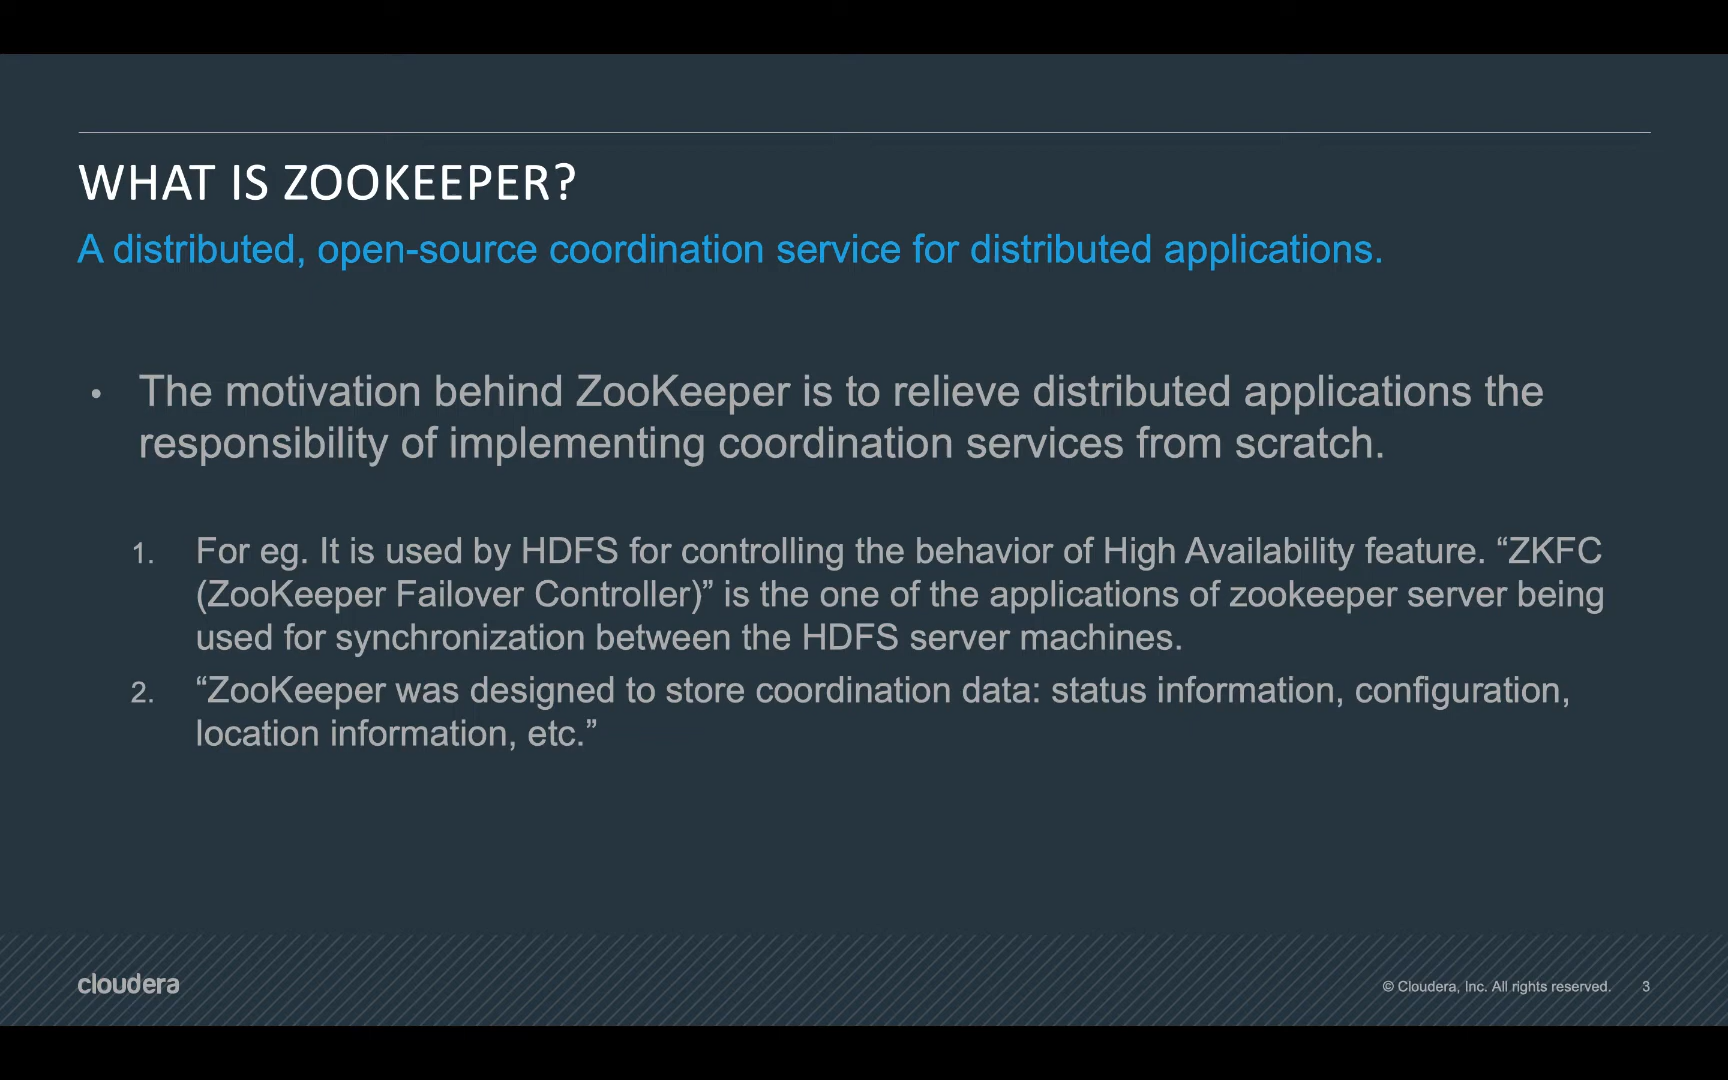 WHAT IS ZOOKEEPER?
A distributed, open-source coordination service for distributed applications.
• The motivation behind ZooKeeper is to relieve distributed applications the
responsibility of implementing coordination services from scratch.
1. For eg. It is used by HDFS for controlling the behavior of High Availability feature. “ZKFC
(ZooKeeper Failover Controller)” is the one of the applications of zookeeper server being
used for synchronization between the HDFS server machines.
2. “ZooKeeper was designed to store coordination data: status information, configuration,
location information, etc.”
cloudera
© Cloudera, Inc. All rights reserved. 3